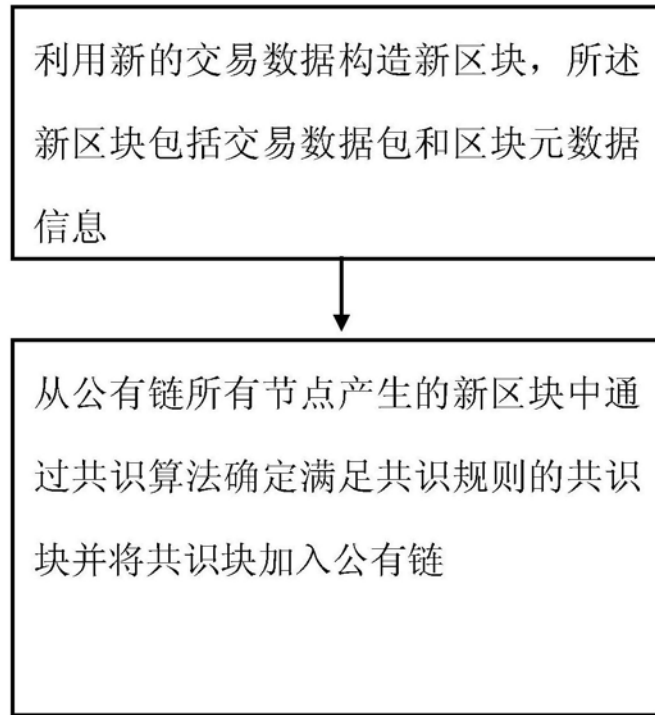 利用新的交易数据构造新区块，所述
新区块包括交易数据包和区块元数据
信息
从公有链所有节点产生的新区块中通
过共识算法确定满足共识规则的共识
块并将共识块加入公有链